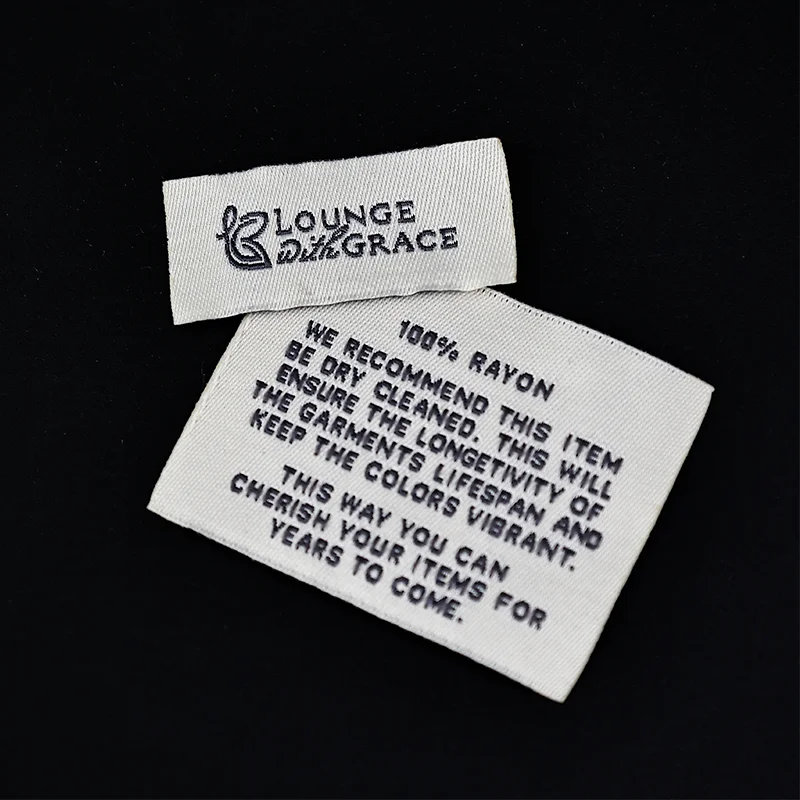 LOUNGE
with GRACE
100% RAYON
WE RECOMMEND THIS ITEM
BE DRY CLEANED. THIS WILL
ENSURE THE LONGETIVITY OF
THE GARMENTS LIFESPAN AND
KEEP THE COLORS VIBRANT.
THIS WAY YOU CAN
CHERISH YOUR ITEMS FOR
YEARS TO COME.